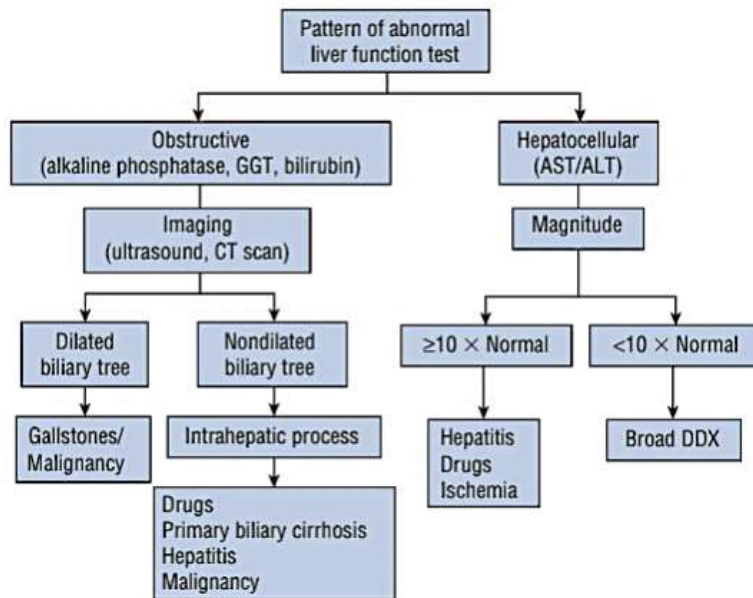 Pattern of abnormal
liver function test
Obstructive
(alkaline phosphatase, GGT, bilirubin)
Hepatocellular
(AST/ALT)
Imaging
(ultrasound, CT scan)
Magnitude
Dilated
biliary tree
Nondilated
biliary tree
≥10 × Normal
<10 × Normal
Gallstones/
Malignancy
Intrahepatic process
Hepatitis
Drugs
Ischemia
Broad DDX
Drugs
Primary biliary cirrhosis
Hepatitis
Malignancy